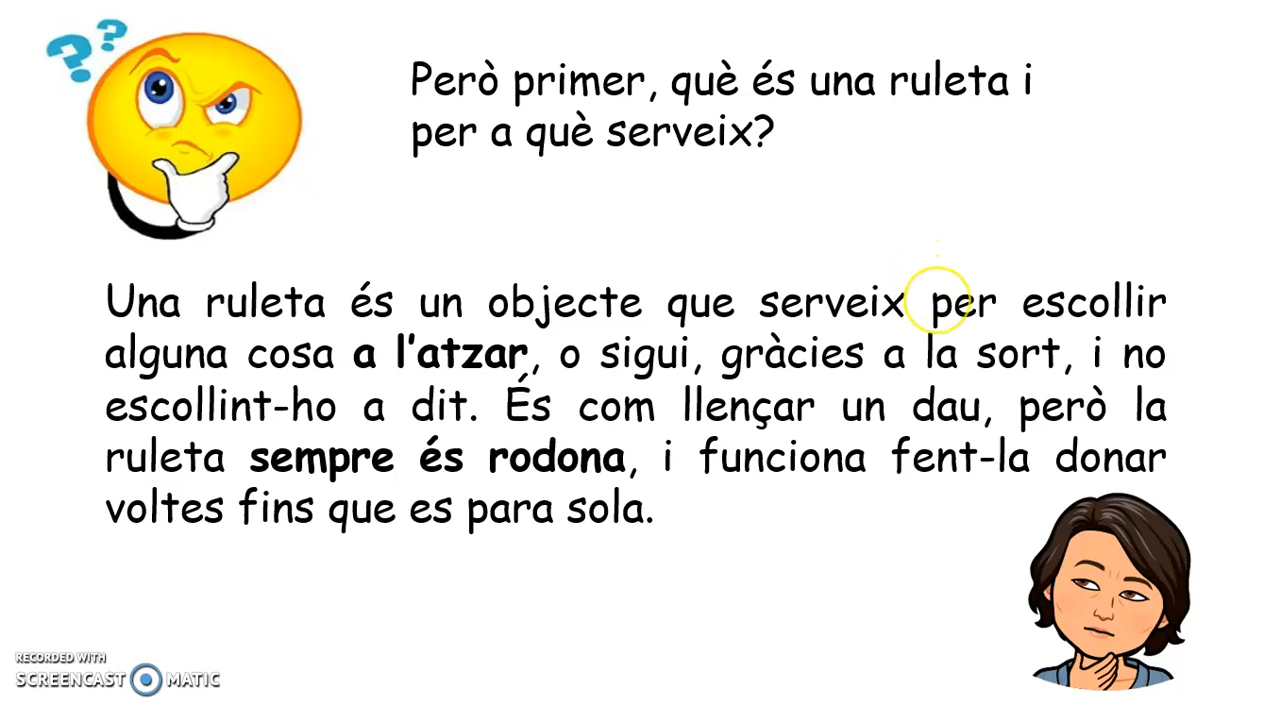 ? ?
Però primer, què és una ruleta i
per a què serveix?
Una ruleta és un objecte que serveix per escollir
alguna cosa a l'atzar, o sigui, gràcies a la sort, i no
escollint-ho a dit. És com llençar un dau, però la
ruleta sempre és rodona, i funciona fent-la donar
voltes fins que es para sola.
RECORDED WITH
SCREENCAST MATIC